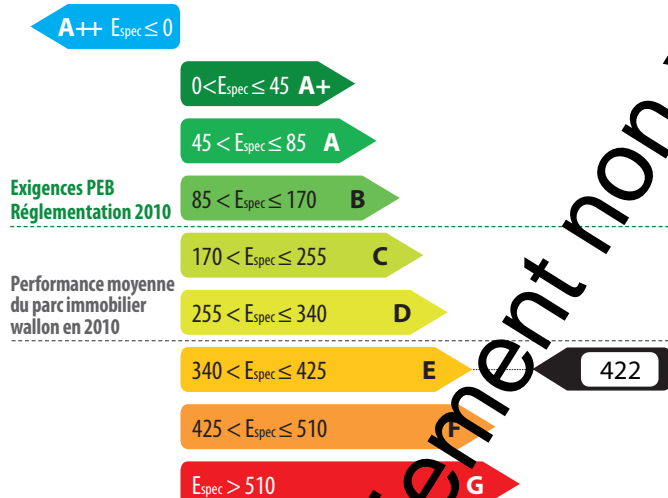 A++ Espec ≤ 0
0<Espec ≤ 45 A+
45 < Espec ≤ 85 A
Exigences PEB
Réglementation 2010
85 < Espec ≤ 170 B
170 < Espec ≤ 255 C
Performance moyenne
du parc immobilier
wallon en 2010
255 < Espec ≤ 340 D
340 < Espec ≤ 425 E
422
425 < Espec ≤ 510 F
Espec > 510 G
non